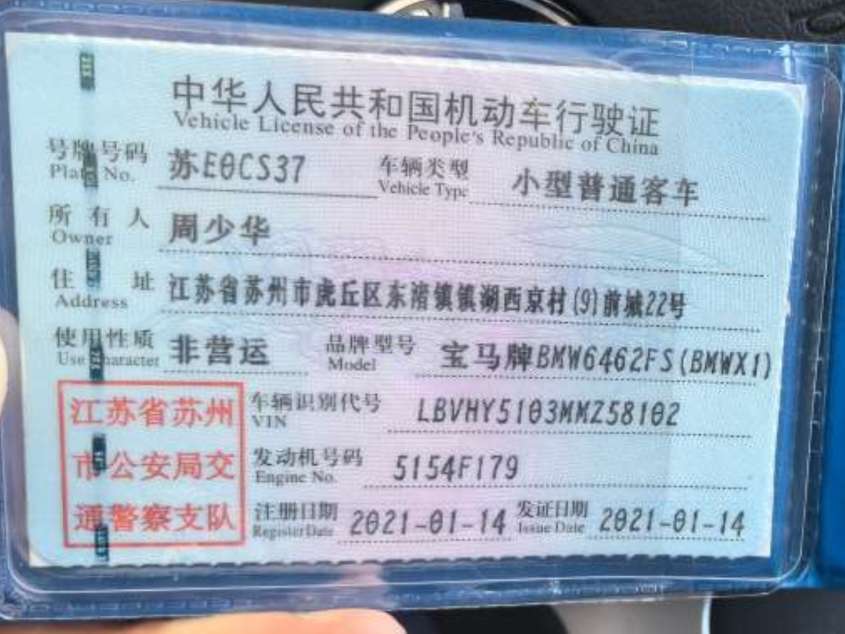 中华人民共和国机动车行驶证
Vehicle License of the People's Republic of China
号牌号码 苏E0CS37 车辆类型 小型普通客车
Plate No. Vehicle Type
所有人 周少华
Owner
住址 江苏省苏州市虎丘区东渚镇镇湖西京村(9)前城22号
Address
使用性质 非营运 品牌型号 宝马牌BMW6462FS(BMWX1)
Use Character Model
江苏省苏州 车辆识别代号 LBVHY5103MMZ58102
VIN
市公安局交 发动机号码 5154F179
Engine No.
通警察支队 注册日期 2021-01-14 发证日期 2021-01-14
Register Date Issue Date